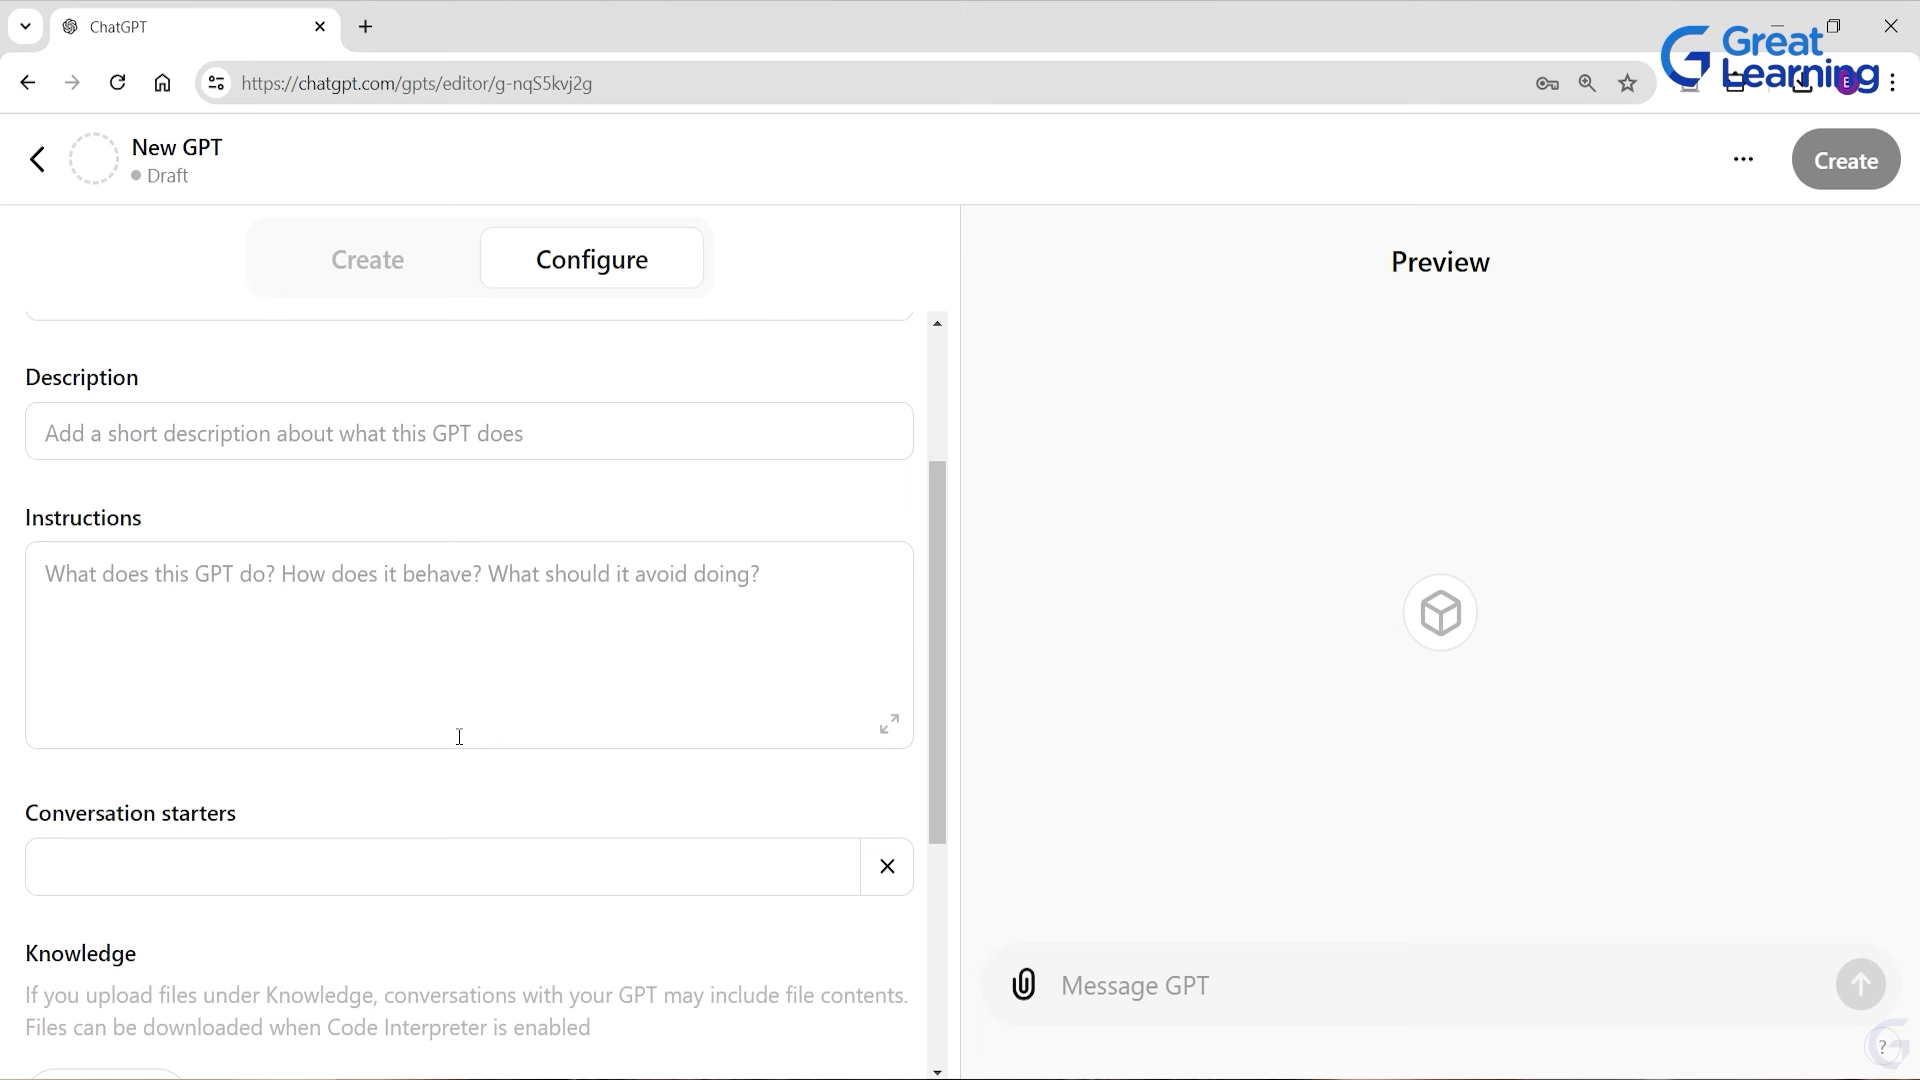 ChatGPT
Great
Learning
https://chatgpt.com/gpts/editor/g-nqS5kvj2g
E
New GPT
Draft
Create
Create
Configure
Preview
Description
Add a short description about what this GPT does
Instructions
What does this GPT do? How does it behave? What should it avoid doing?
Conversation starters
Knowledge
If you upload files under Knowledge, conversations with your GPT may include file contents.
Files can be downloaded when Code Interpreter is enabled
Message GPT
?